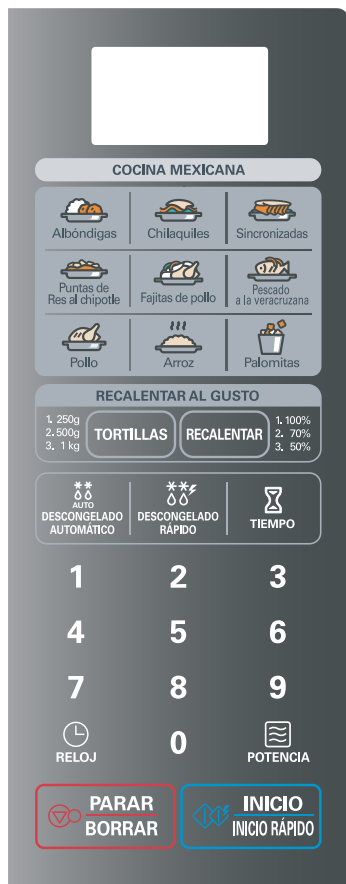 COCINA MEXICANA
Albóndigas
Chilaquiles
Sincronizadas
Puntas de
Res al chipotle
Fajitas de pollo
Pescado
a la veracruzana
Pollo
Arroz
Palomitas
RECALENTAR AL GUSTO
1. 250g
2. 500g
3. 1 kg
TORTILLAS
RECALENTAR
1. 100%
2. 70%
3. 50%
AUTO
DESCONGELADO
AUTOMÁTICO
DESCONGELADO
RÁPIDO
TIEMPO
1 2 3
4 5 6
7 8 9
RELOJ
0
POTENCIA
PARAR
BORRAR
INICIO
INICIO RÁPIDO